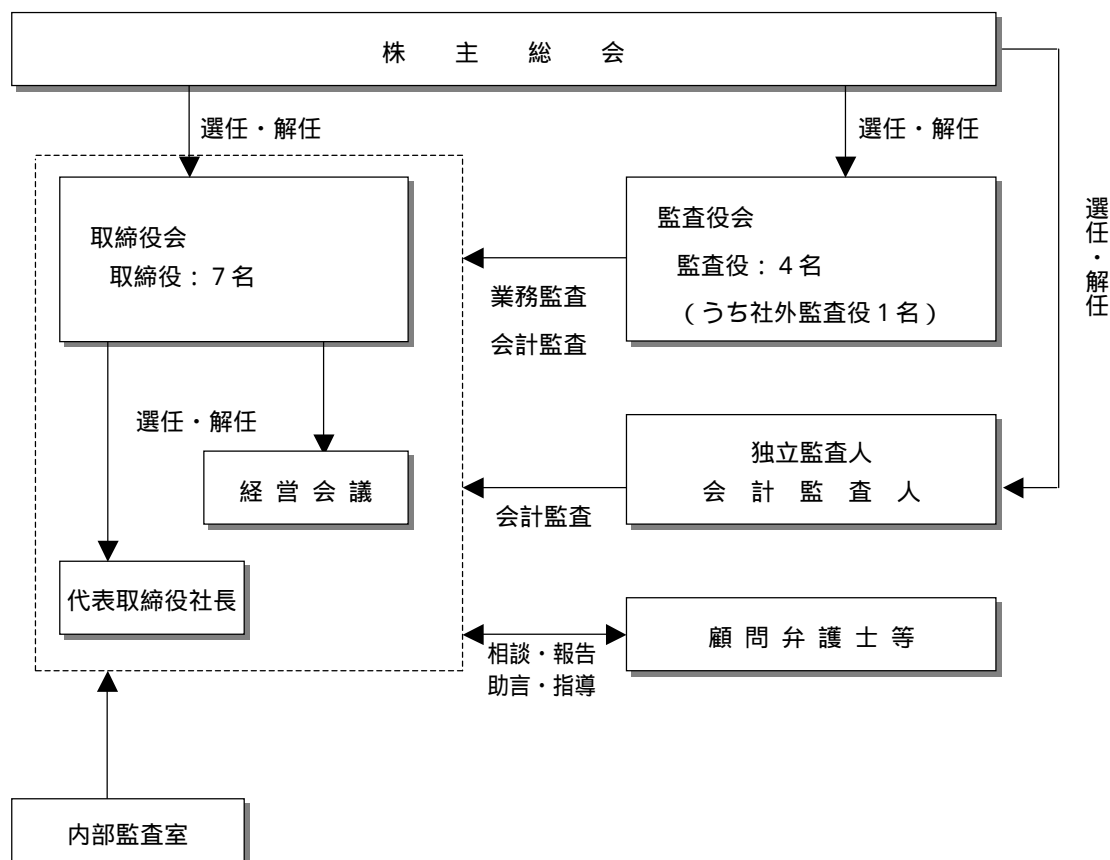 株主総会
選任・解任
選任・解任
選任・解任
取締役会
取締役：７名
監査役会
監査役：４名
（うち社外監査役１名）
業務監査
会計監査
選任・解任
経営会議
独立監査人
会計監査人
会計監査
代表取締役社長
顧問弁護士等
相談・報告
助言・指導
内部監査室